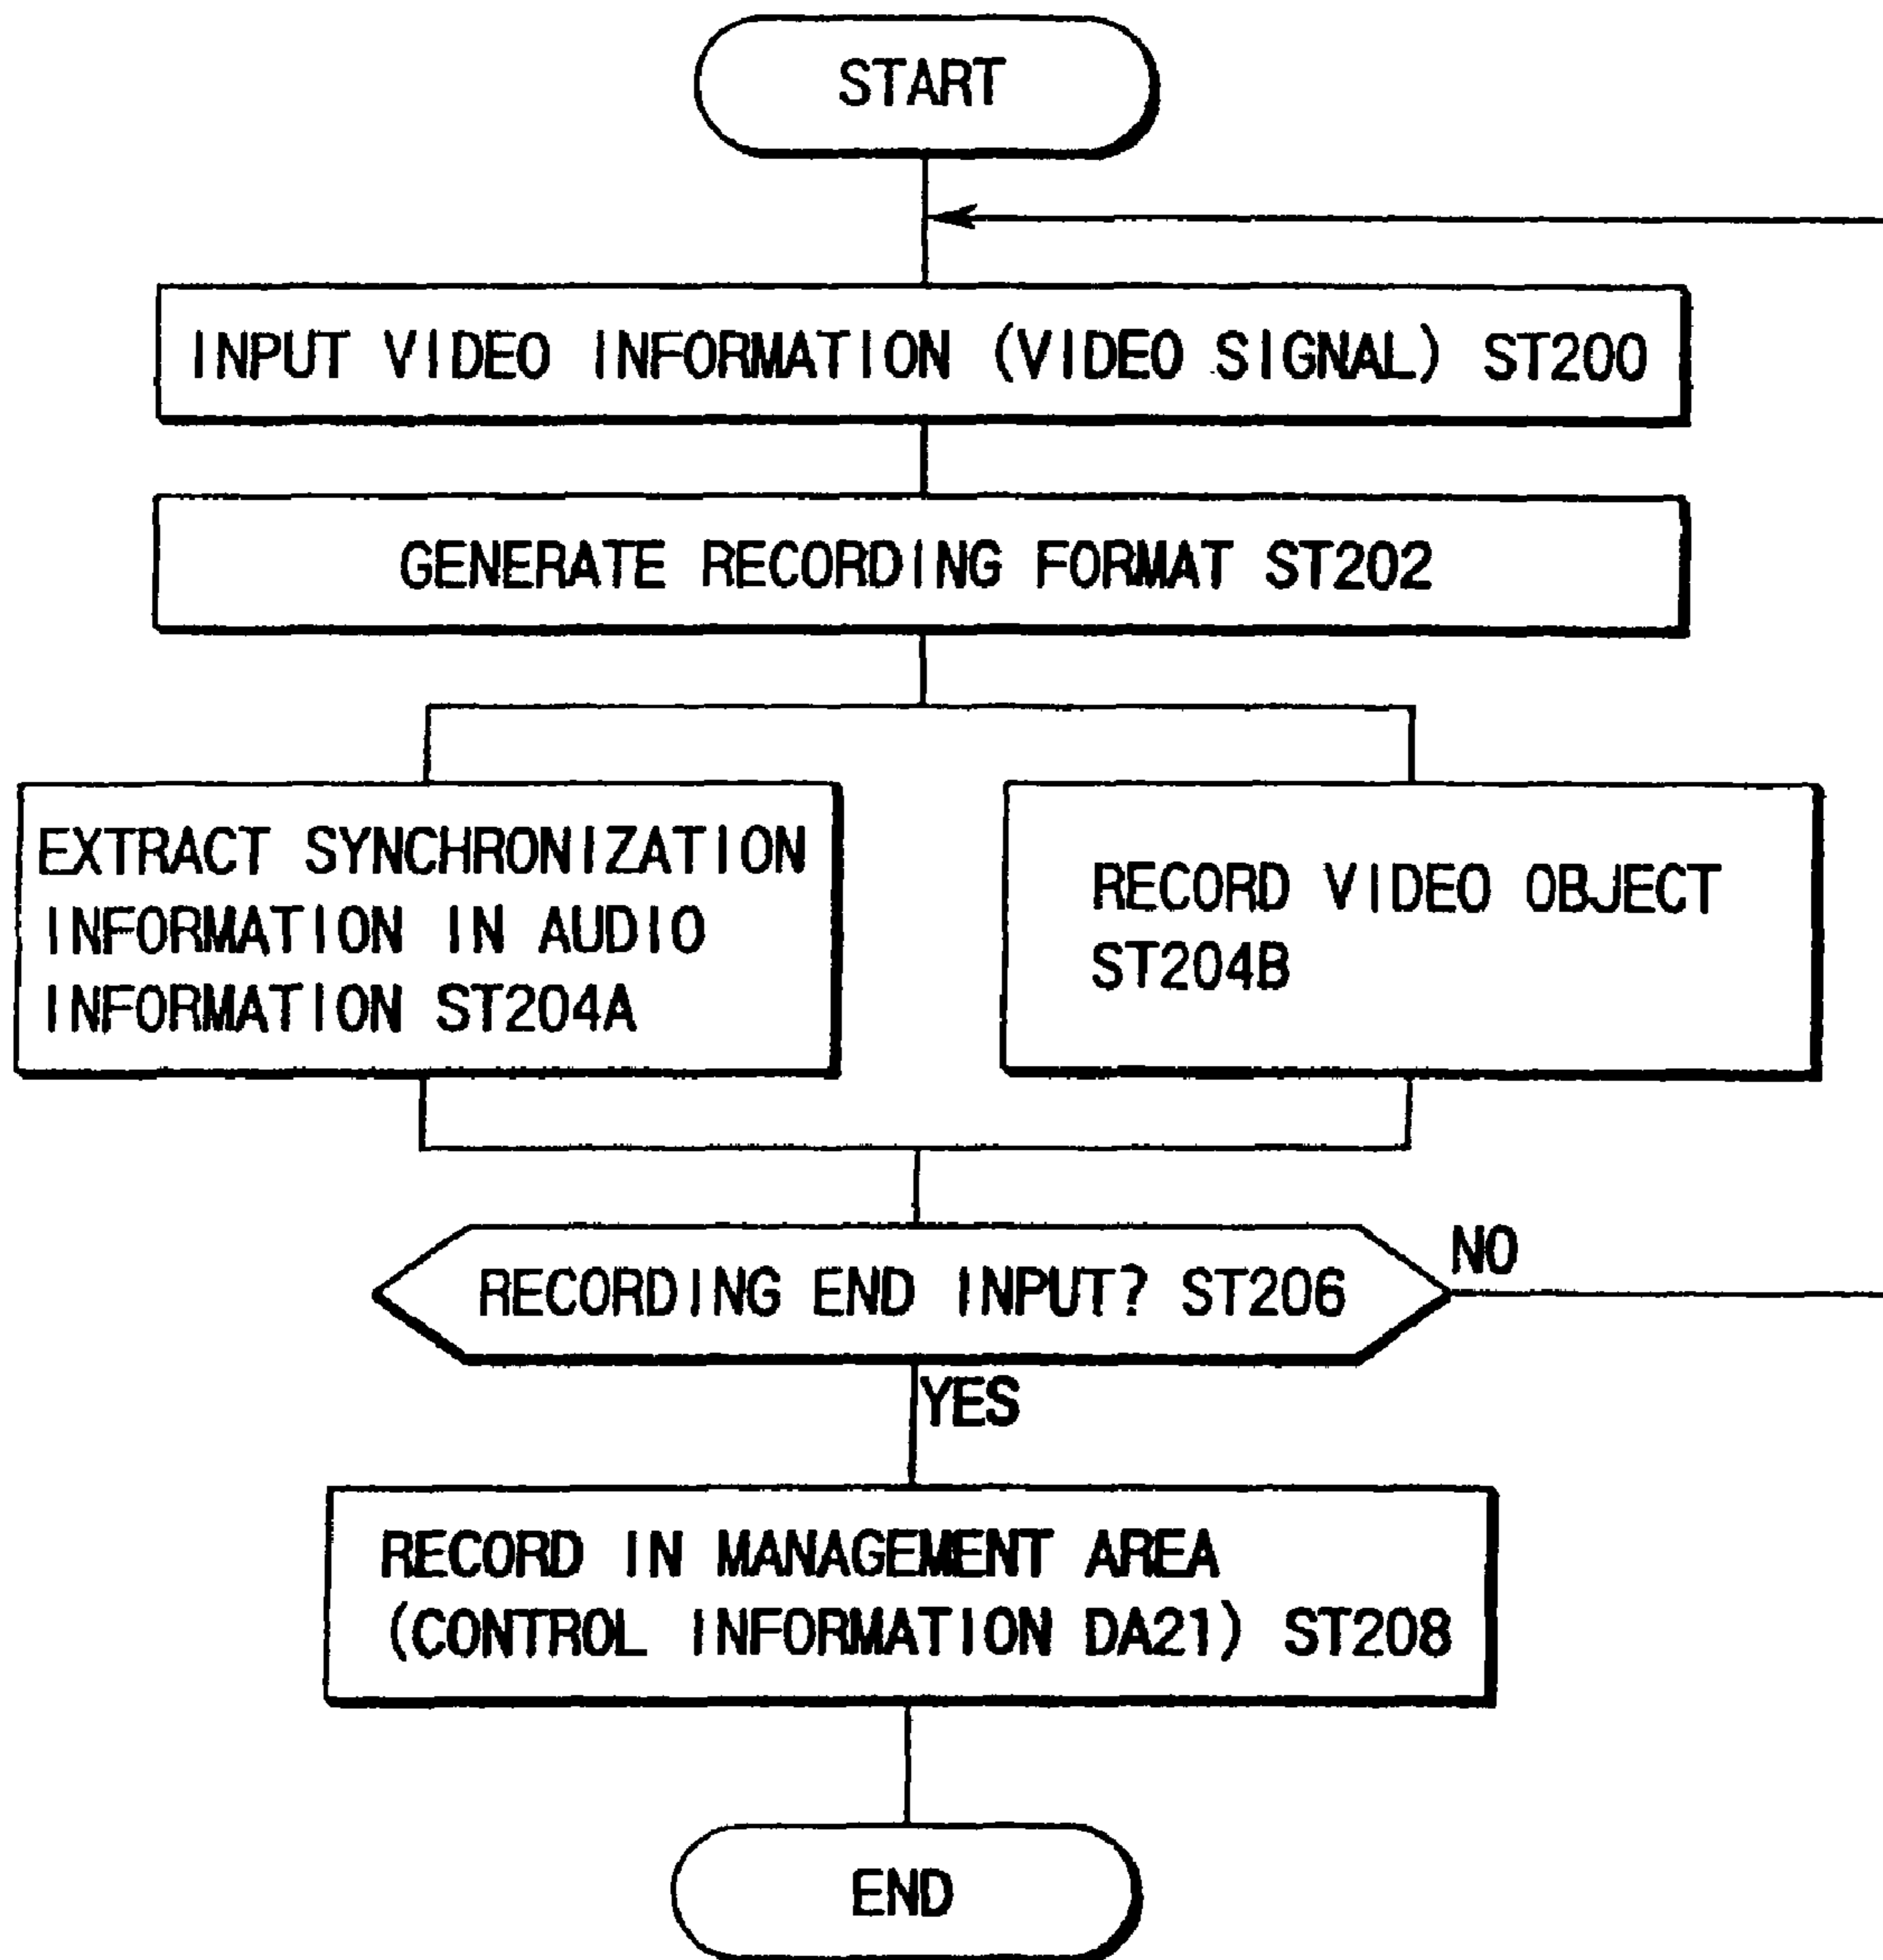 START
INPUT VIDEO INFORMATION (VIDEO SIGNAL) ST200
GENERATE RECORDING FORMAT ST202
EXTRACT SYNCHRONIZATION
INFORMATION IN AUDIO
INFORMATION ST204A
RECORD VIDEO OBJECT
ST204B
RECORDING END INPUT? ST206
NO
YES
RECORD IN MANAGEMENT AREA
(CONTROL INFORMATION DA21) ST208
END